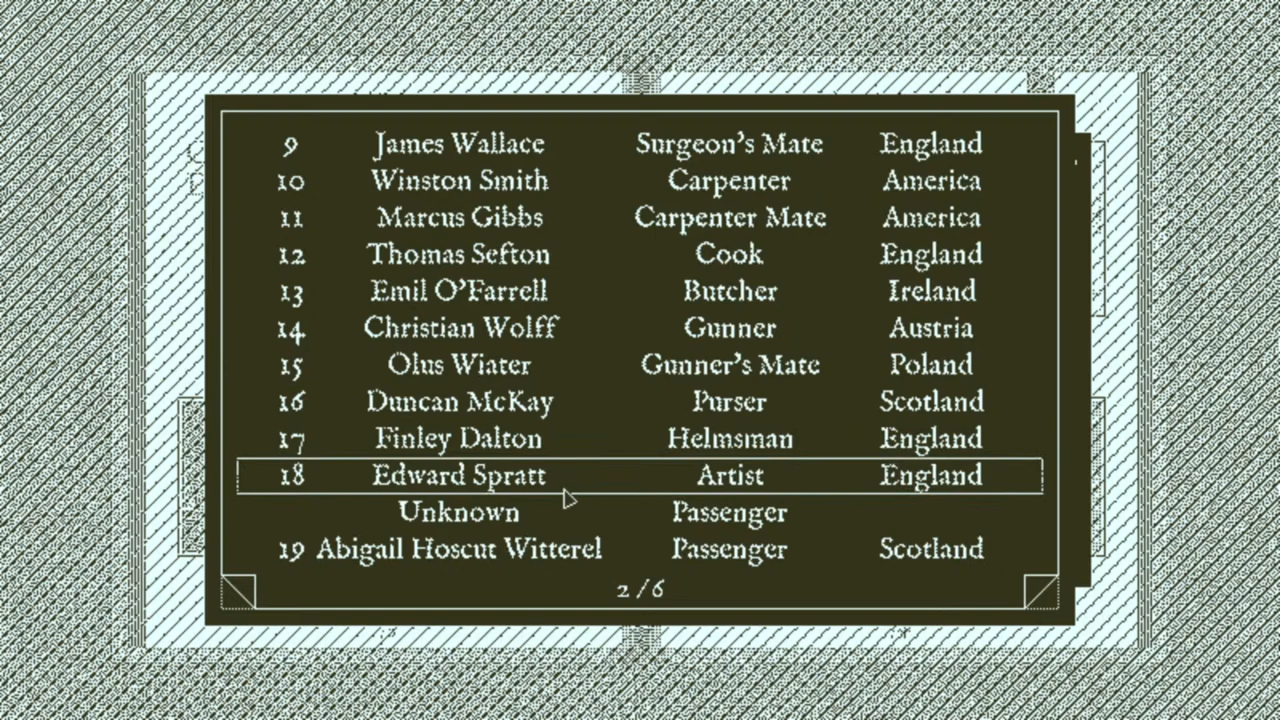 9 James Wallace Surgeon's Mate England
10 Winston Smith Carpenter America
11 Marcus Gibbs Carpenter Mate America
12 Thomas Sefton Cook England
13 Emil O'Farrell Butcher Ireland
14 Christian Wolff Gunner Austria
15 Olus Wiater Gunner's Mate Poland
16 Duncan McKay Purser Scotland
17 Finley Dalton Helmsman England
18 Edward Spratt Artist England
Unknown Passenger
19 Abigail Hoscut Witterel Passenger Scotland
2/6